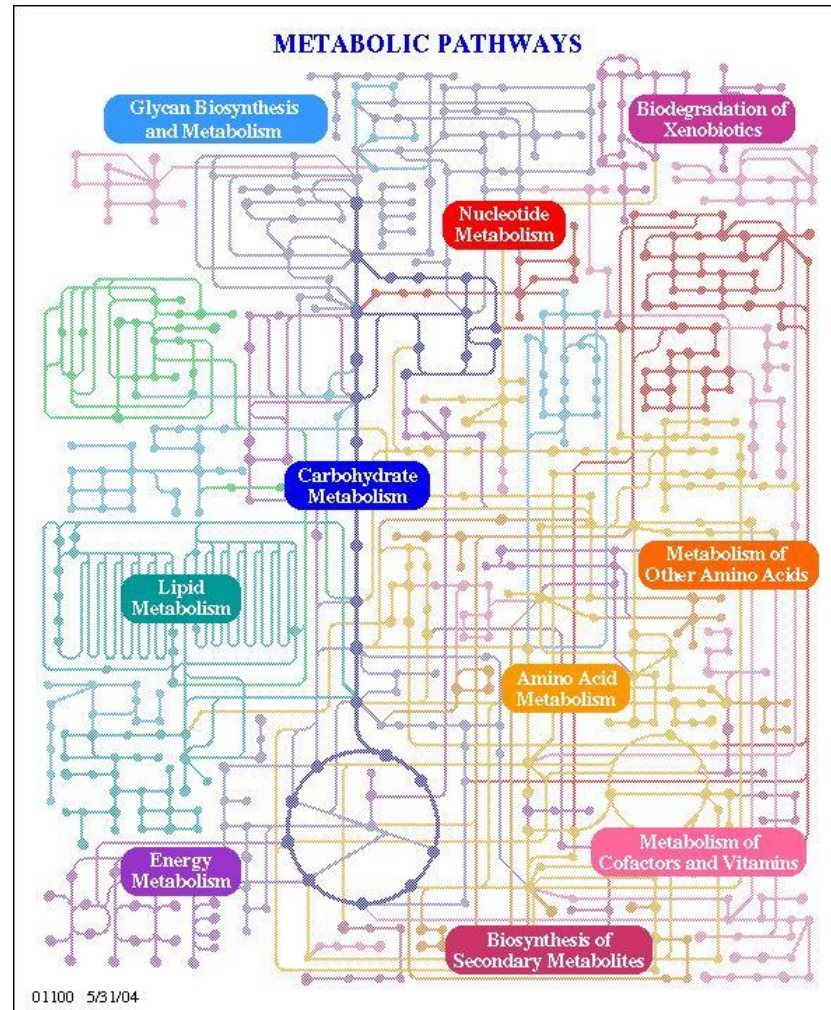 METABOLIC PATHWAYS
Glycan Biosynthesis
and Metabolism
Biodegradation of
Xenobiotics
Nucleotide
Metabolism
Carbohydrate
Metabolism
Metabolism of
Other Amino Acids
Lipid
Metabolism
Amino Acid
Metabolism
Metabolism of
Cofactors and Vitamins
Energy
Metabolism
Biosynthesis of
Secondary Metabolites
01100 5/31/04